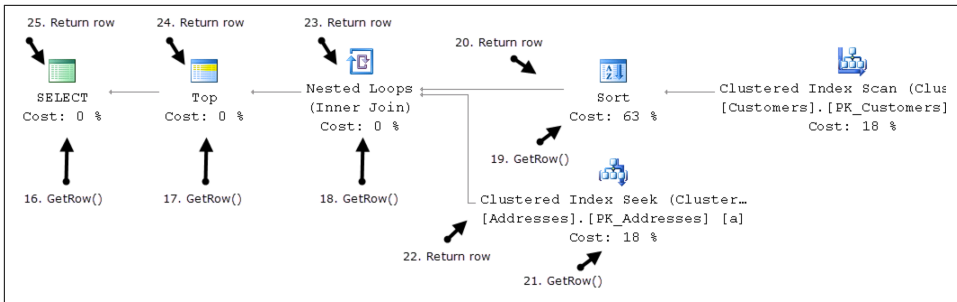 25. Return row
24. Return row
23. Return row
20. Return row
SELECT
Cost: 0 %
Top
Cost: 0 %
Nested Loops
(Inner Join)
Cost: 0 %
Sort
Cost: 63 %
Clustered Index Scan (Clus
[Customers].[PK_Customers]
Cost: 18 %
19. GetRow()
16. GetRow()
17. GetRow()
18. GetRow()
Clustered Index Seek (Cluster…
[Addresses].[PK_Addresses] [a]
Cost: 18 %
22. Return row
21. GetRow()